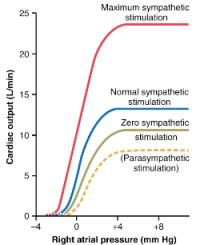 Maximum sympathetic
stimulation
25
20
Normal sympathetic
stimulation
15
Zero sympathetic
stimulation
10
(Parasympathetic
stimulation)
5
0
Cardiac output (L/min)
−4 0 +4 +8
Right atrial pressure (mm Hg)